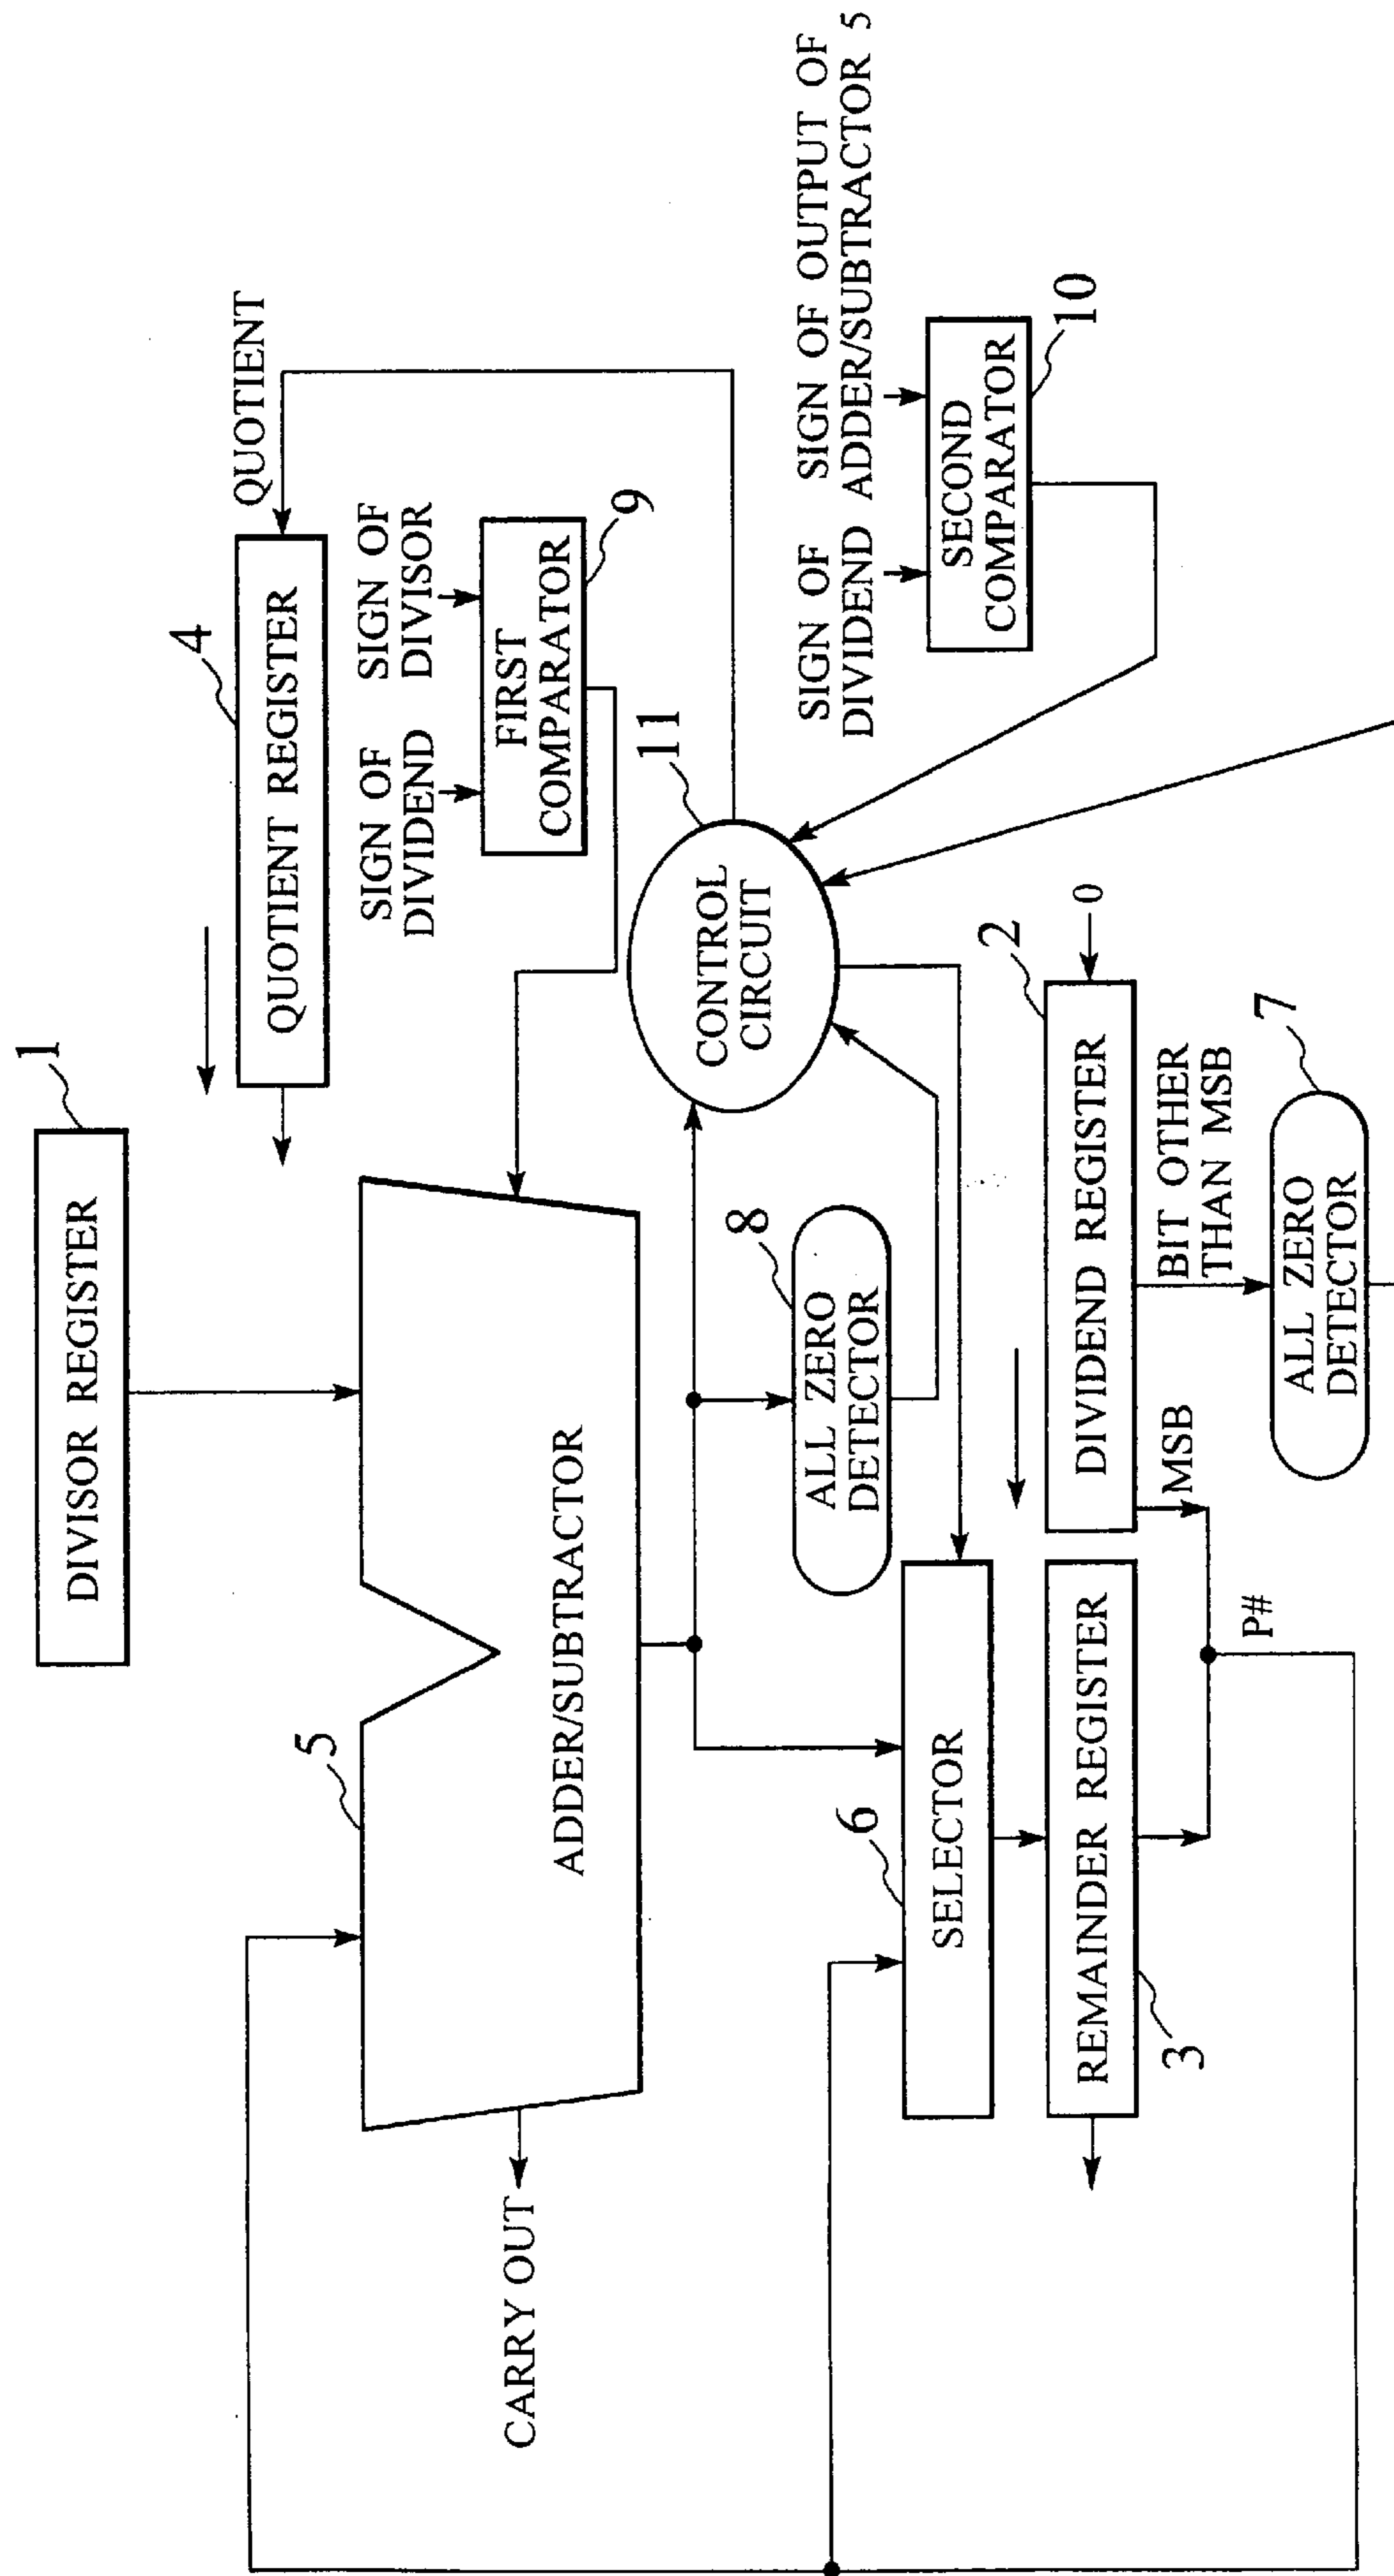 1
DIVISOR REGISTER
4
QUOTIENT REGISTER
QUOTIENT
5
ADDER/SUBTRACTOR
CARRY OUT
SIGN OF
DIVIDEND
SIGN OF
DIVISOR
FIRST
COMPARATOR
9
11
CONTROL
CIRCUIT
8
ALL ZERO
DETECTOR
SIGN OF
DIVIDEND
SIGN OF OUTPUT OF
ADDER/SUBTRACTOR 5
SECOND
COMPARATOR
10
6
SELECTOR
REMAINDER REGISTER
3
2
DIVIDEND REGISTER
0
MSB
BIT OTHER
THAN MSB
P#
7
ALL ZERO
DETECTOR